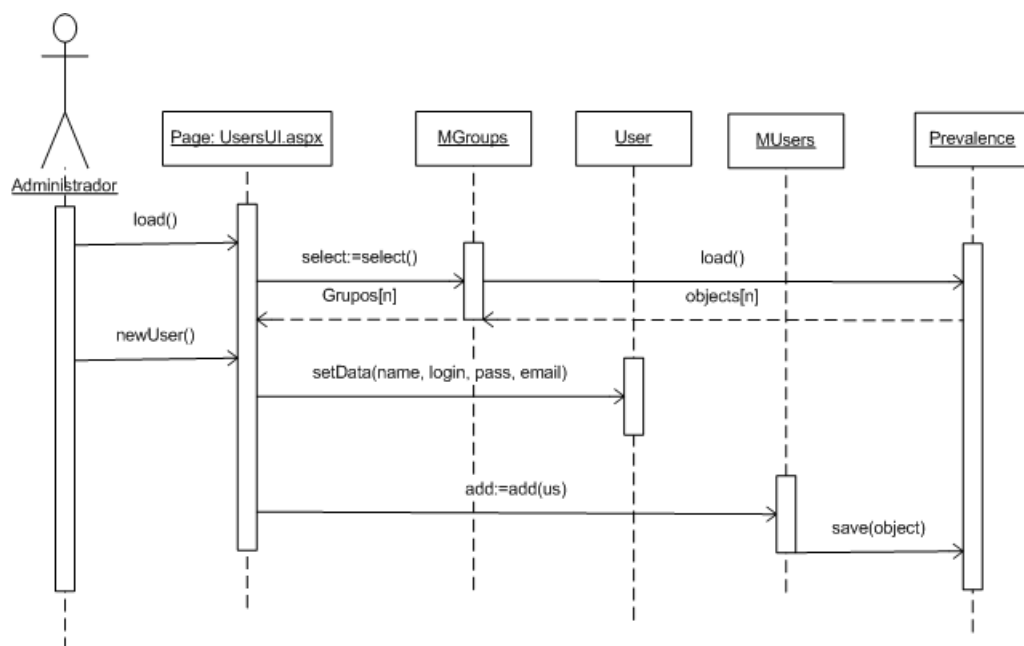 Page: UsersUI.aspx
MGroups
User
MUsers
Prevalence
Administrador
load()
select:=select()
load()
Grupos[n]
objects[n]
newUser()
setData(name, login, pass, email)
add:=add(us)
save(object)